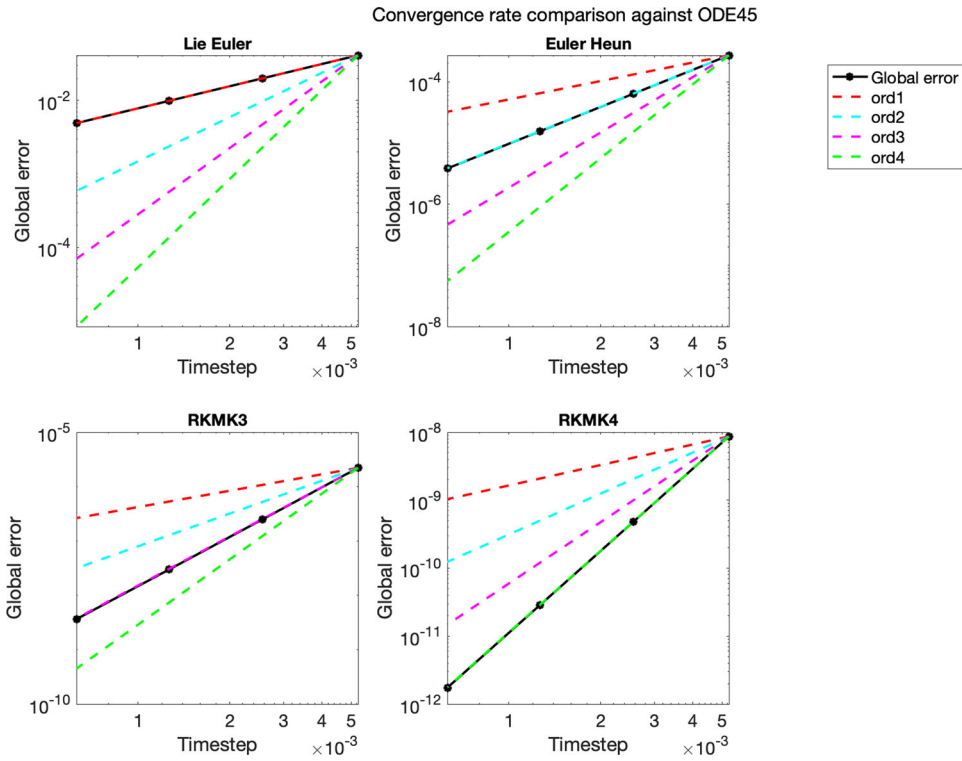 Convergence rate comparison against ODE45
Lie Euler
Global error
10^-2
10^-4
1 2 3 4 5
Timestep
×10^-3
Euler Heun
Global error
10^-4
10^-6
10^-8
1 2 3 4 5
Timestep
×10^-3
Global error
ord1
ord2
ord3
ord4
RKMK3
Global error
10^-5
10^-10
1 2 3 4 5
Timestep
×10^-3
RKMK4
Global error
10^-8
10^-9
10^-10
10^-11
10^-12
1 2 3 4 5
Timestep
×10^-3